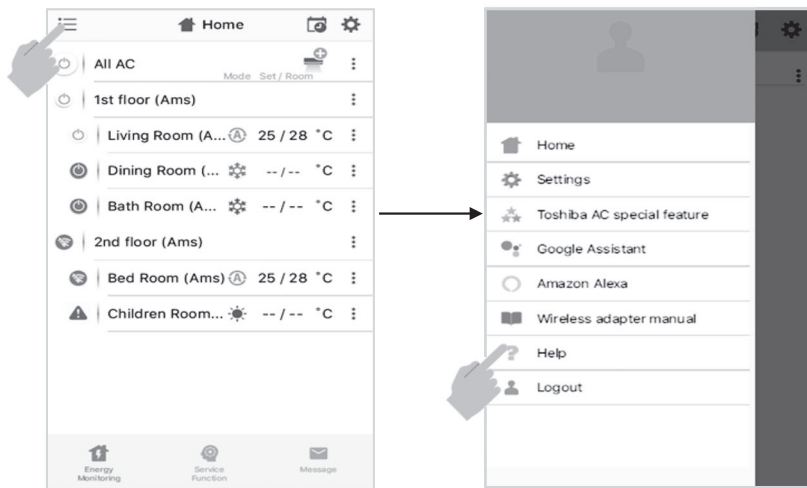 Home
All AC
Mode Set / Room
1st floor (Ams)
Living Room (A... A 25 / 28 °C
Dining Room (... -- / -- °C
Bath Room (A... -- / -- °C
2nd floor (Ams)
Bed Room (Ams) A 25 / 28 °C
Children Room... -- / -- °C
Energy
Monitoring
Service
Function
Message
Home
Settings
Toshiba AC special feature
Google Assistant
Amazon Alexa
Wireless adapter manual
? Help
Logout